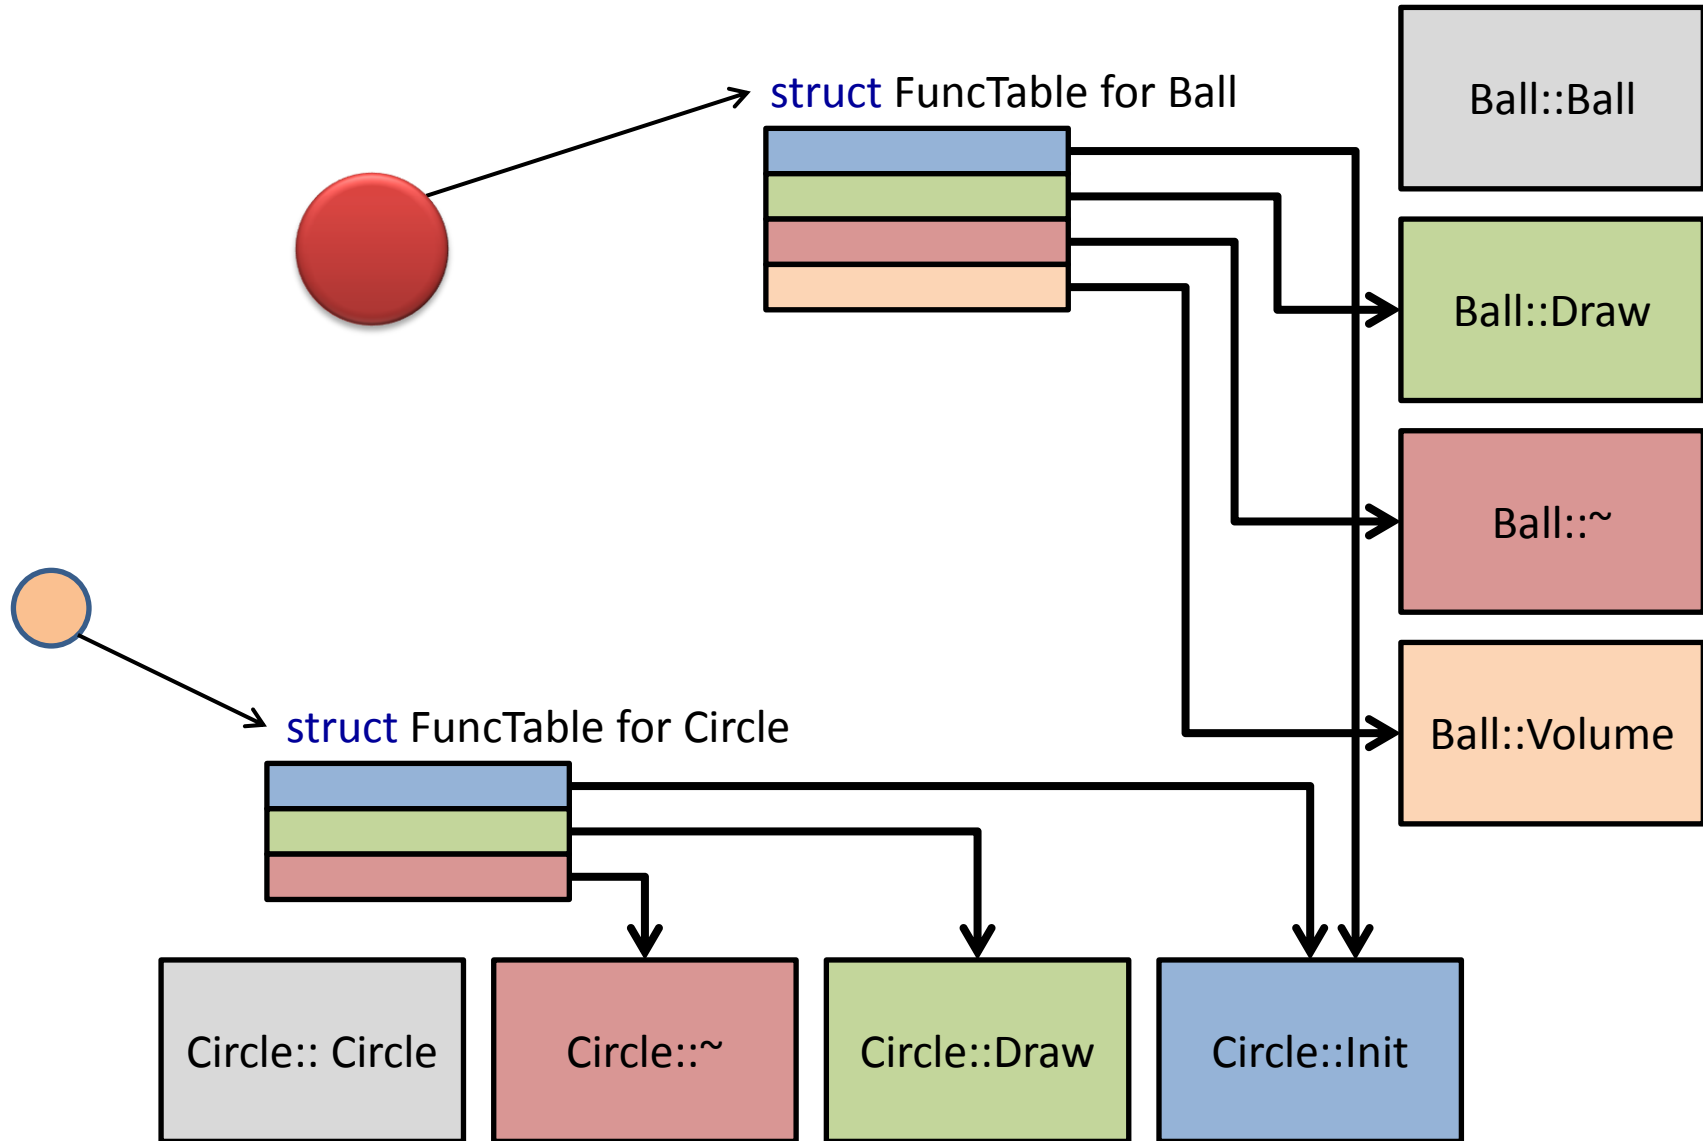 struct FuncTable for Ball
Ball::Ball
Ball::Draw
Ball::~
Ball::Volume
struct FuncTable for Circle
Circle:: Circle
Circle::~
Circle::Draw
Circle::Init